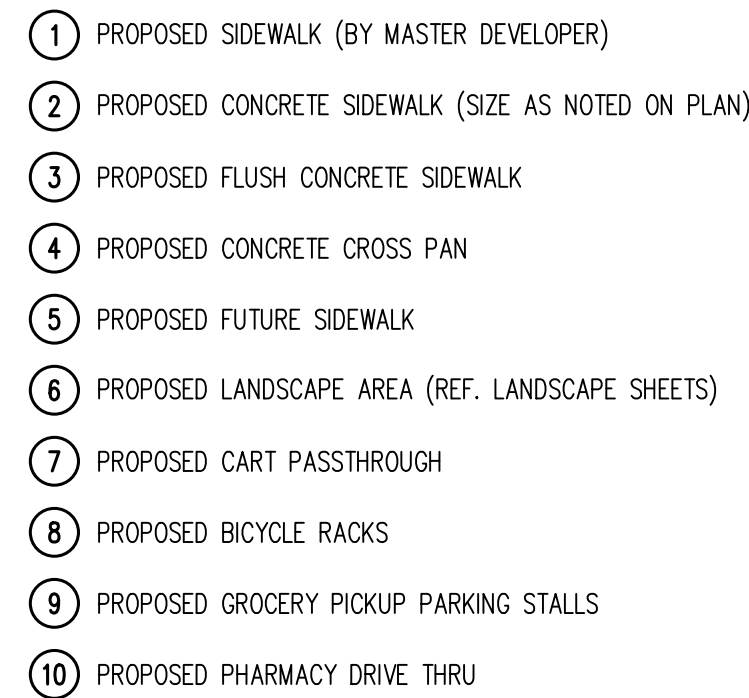 1 PROPOSED SIDEWALK (BY MASTER DEVELOPER)
2 PROPOSED CONCRETE SIDEWALK (SIZE AS NOTED ON PLAN)
3 PROPOSED FLUSH CONCRETE SIDEWALK
4 PROPOSED CONCRETE CROSS PAN
5 PROPOSED FUTURE SIDEWALK
6 PROPOSED LANDSCAPE AREA (REF. LANDSCAPE SHEETS)
7 PROPOSED CART PASSTHROUGH
8 PROPOSED BICYCLE RACKS
9 PROPOSED GROCERY PICKUP PARKING STALLS
10 PROPOSED PHARMACY DRIVE THRU